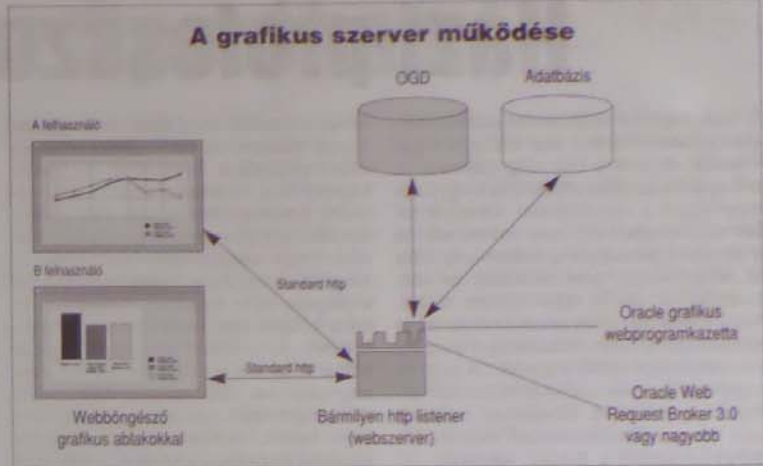 A grafikus szerver működése
OGD
Adatbázis
A felhasználó
B felhasználó
Standard http
Standard http
Oracle grafikus
webprogramkazetta
Oracle Web
Request Broker 3.0
vagy nagyobb
Webböngésző
grafikus ablakokkal
Bármilyen http listener
(webszerver)